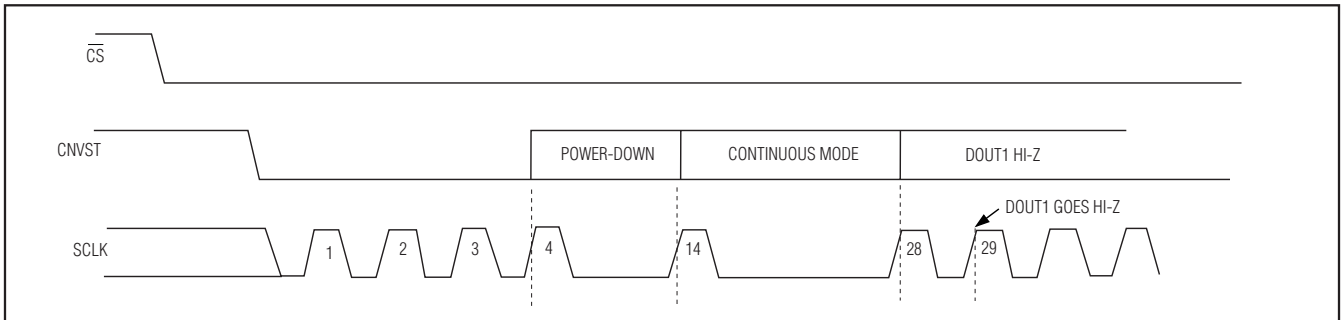 CS
CNVST
POWER-DOWN
CONTINUOUS MODE
DOUT1 HI-Z
DOUT1 GOES HI-Z
SCLK
1
2
3
4
14
28
29